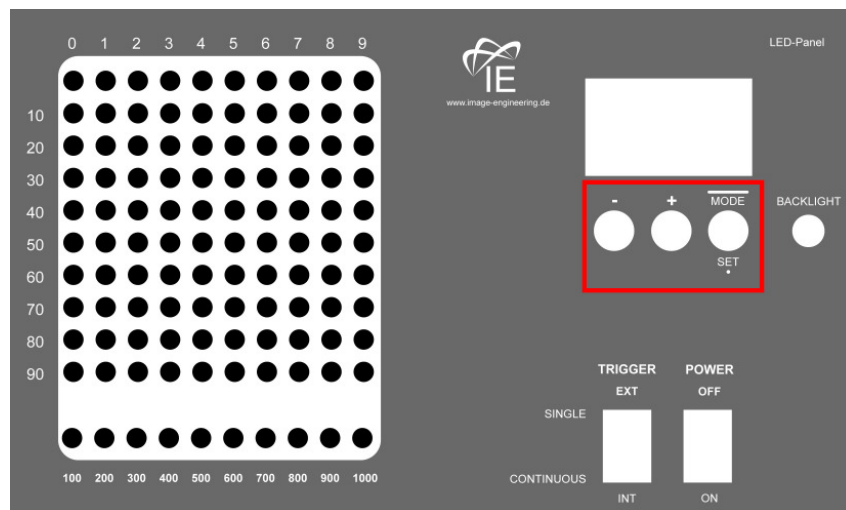 0 1 2 3 4 5 6 7 8 9
LED-Panel
IE
www.image-engineering.de
10
20
30
40
50
60
70
80
90
100 200 300 400 500 600 700 800 900 1000
- + MODE
SET
BACKLIGHT
TRIGGER POWER
EXT OFF
SINGLE
CONTINUOUS
INT ON